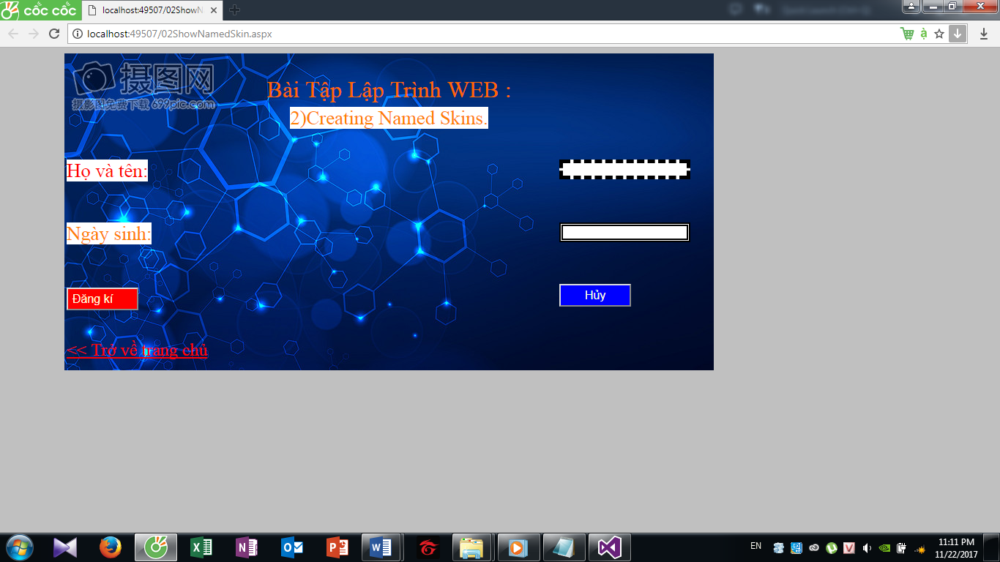 cốc cốc
localhost:49507/02ShowN
localhost:49507/02ShowNamedSkin.aspx
摄图网
摄影图免费下载 699pic.com
Bài Tập Lập Trình WEB :
2)Creating Named Skins.
Họ và tên:
Ngày sinh:
Đăng kí
Hủy
<< Trở về trang chủ
EN
11:11 PM
11/22/2017